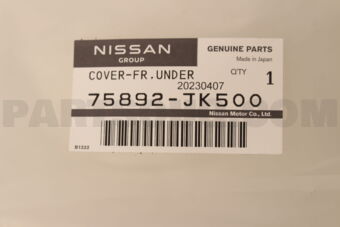 NISSAN
GROUP
GENUINE PARTS
Made in Japan
COVER-FR.UNDER
Q'TY 1
20230407
75892-JK500
Nissan Motor Co., Ltd.
B1222